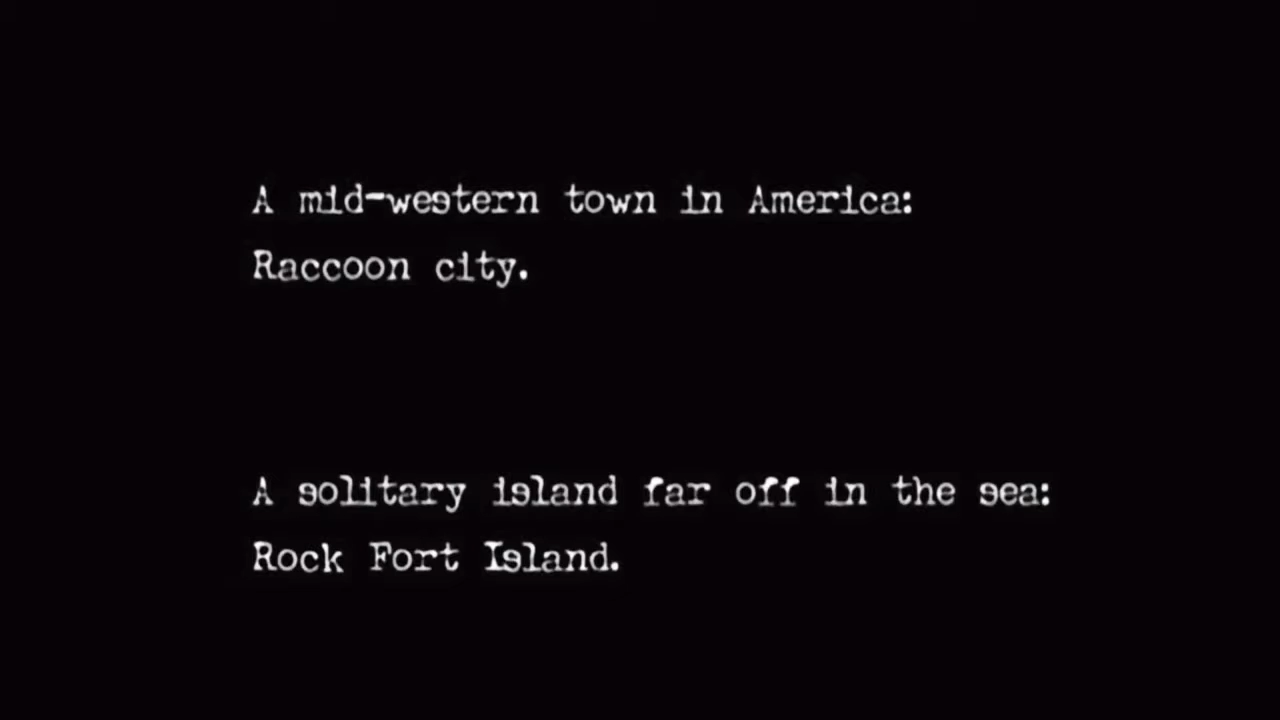 A mid-western town in America:
Raccoon city.
A solitary island far off in the sea:
Rock Fort Island.